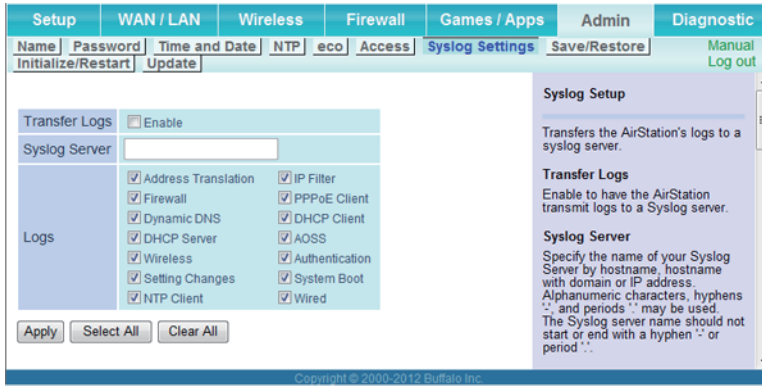 Setup WAN / LAN Wireless Firewall Games / Apps Admin Diagnostic
Name Password Time and Date NTP eco Access Syslog Settings Save/Restore Manual
Initialize/Restart Update Log out
Transfer Logs Enable
Syslog Server
Logs
Address Translation IP Filter
Firewall PPPoE Client
Dynamic DNS DHCP Client
DHCP Server AOSS
Wireless Authentication
Setting Changes System Boot
NTP Client Wired
Apply Select All Clear All
Syslog Setup
Transfers the AirStation's logs to a
syslog server.
Transfer Logs
Enable to have the AirStation
transmit logs to a Syslog server.
Syslog Server
Specify the name of your Syslog
Server by hostname, hostname
with domain or IP address.
Alphanumeric characters, hyphens
'-', and periods '.' may be used.
The Syslog server name should not
start or end with a hyphen '-' or
period '.'.
Copyright © 2000-2012 Buffalo Inc.